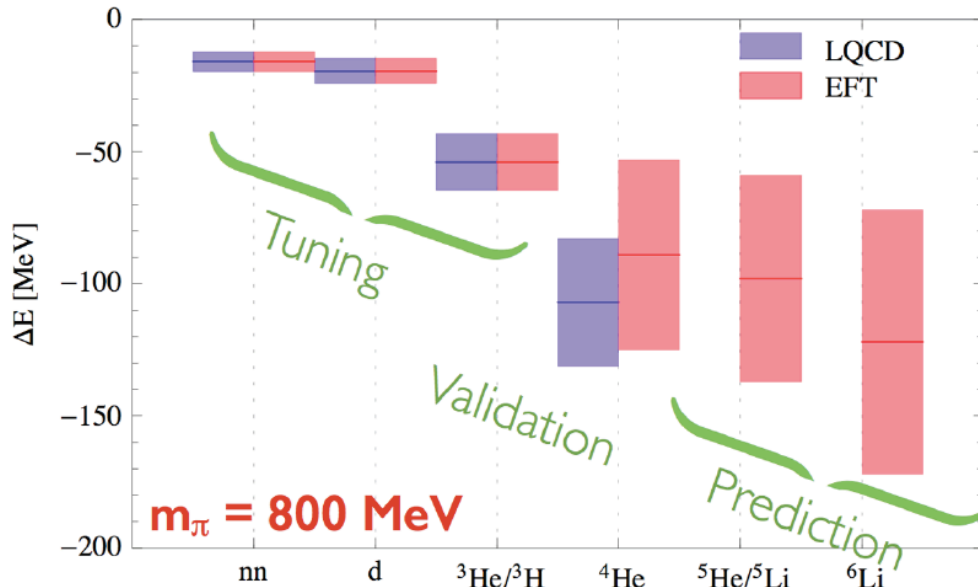 0
−50
−100
−150
−200
ΔE [MeV]
LQCD
EFT
Tuning
Validation
Prediction
mπ = 800 MeV
nn
d
³He/³H
⁴He
⁵He/⁵Li
⁶Li